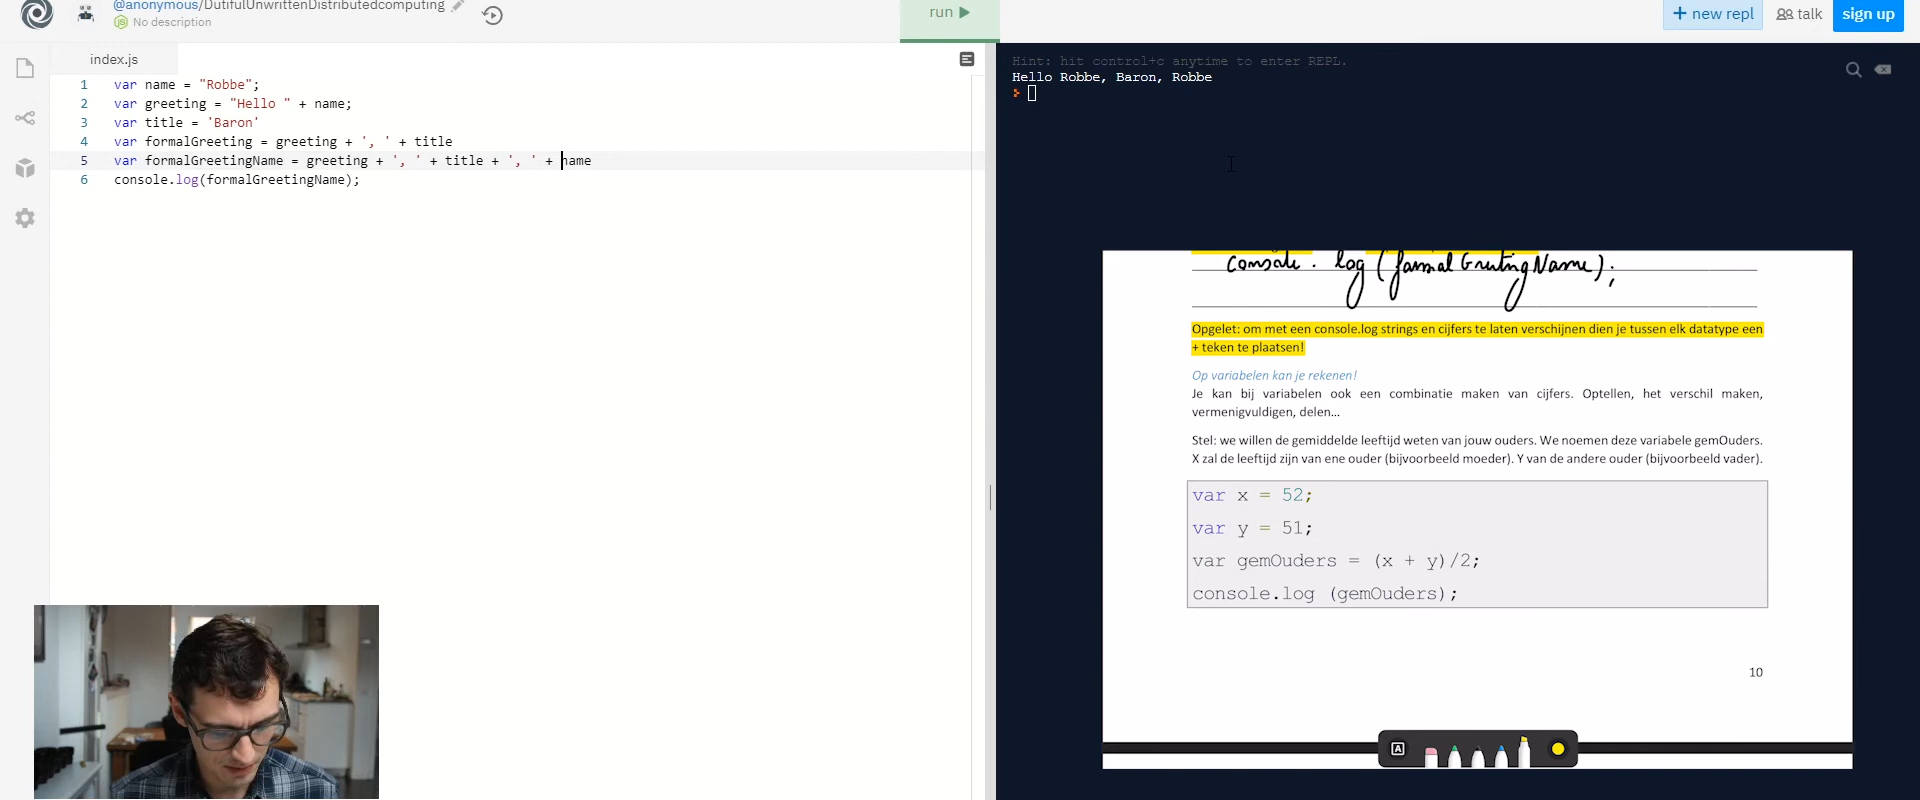 @anonymous/DutifulUnwrittenDistributedcomputing
No description
run
+ new repl
talk
sign up
index.js
1 var name = "Robbe";
2 var greeting = "Hello " + name;
3 var title = 'Baron'
4 var formalGreeting = greeting + ', ' + title
5 var formalGreetingName = greeting + ', ' + title + ', ' + name
6 console.log(formalGreetingName);
Hint: hit control+c anytime to enter REPL.
Hello Robbe, Baron, Robbe
console.log(formalGreetingName);
Opgelet: om met een console.log strings en cijfers te laten verschijnen dien je tussen elk datatype een
+ teken te plaatsen!
Op variabelen kan je rekenen!
Je kan bij variabelen ook een combinatie maken van cijfers. Optellen, het verschil maken,
vermenigvuldigen, delen...
Stel: we willen de gemiddelde leeftijd weten van jouw ouders. We noemen deze variabele gemOuders.
X zal de leeftijd zijn van ene ouder (bijvoorbeeld moeder). Y van de andere ouder (bijvoorbeeld vader).
var x = 52;
var y = 51;
var gemOuders = (x + y)/2;
console.log (gemOuders);
10
A